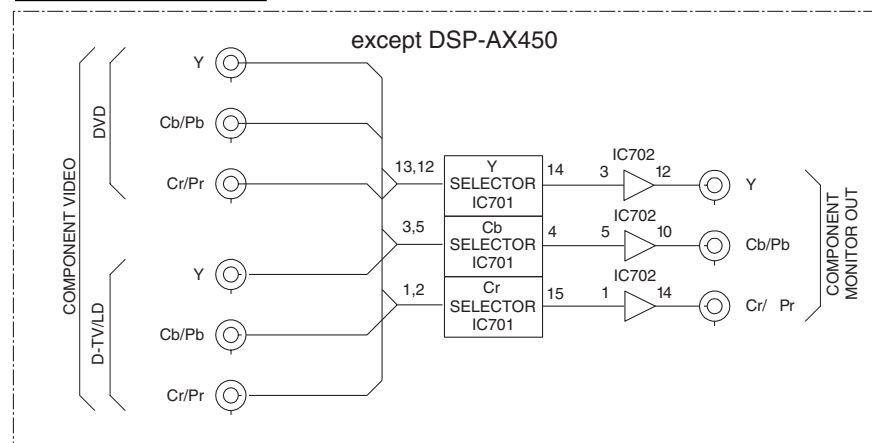 except DSP-AX450
COMPONENT VIDEO
DVD
Y
Cb/Pb
Cr/Pr
D-TV/LD
Y
Cb/Pb
Cr/Pr
13,12
Y
SELECTOR
IC701
14
3
IC702
12
Y
3,5
Cb
SELECTOR
IC701
4
5
IC702
10
Cb/Pb
1,2
Cr
SELECTOR
IC701
15
1
IC702
14
Cr/ Pr
COMPONENT
MONITOR OUT